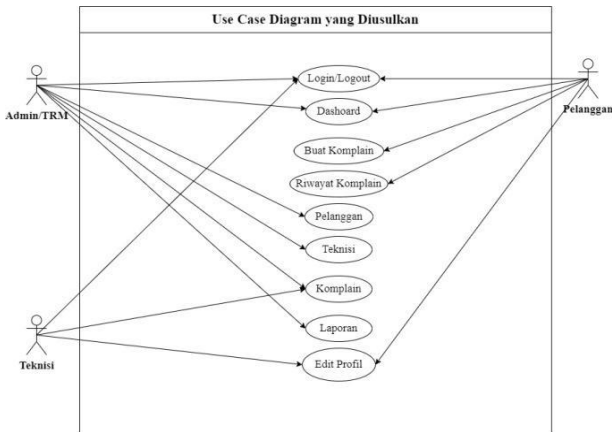 Use Case Diagram yang Diusulkan
Login/Logout
Admin/TRM
Pelanggan
Dashoard
Buat Komplain
Riwayat Komplain
Pelanggan
Teknisi
Komplain
Laporan
Teknisi
Edit Profil